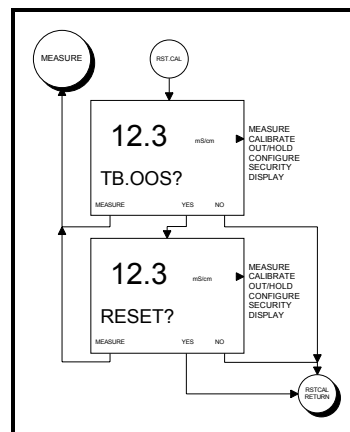 MEASURE
RST.CAL
12.3 mS/cm
TB.OOS?
MEASURE YES NO
MEASURE
CALIBRATE
OUT/HOLD
CONFIGURE
SECURITY
DISPLAY
12.3 mS/cm
RESET?
MEASURE YES NO
MEASURE
CALIBRATE
OUT/HOLD
CONFIGURE
SECURITY
DISPLAY
RSTCAL
RETURN